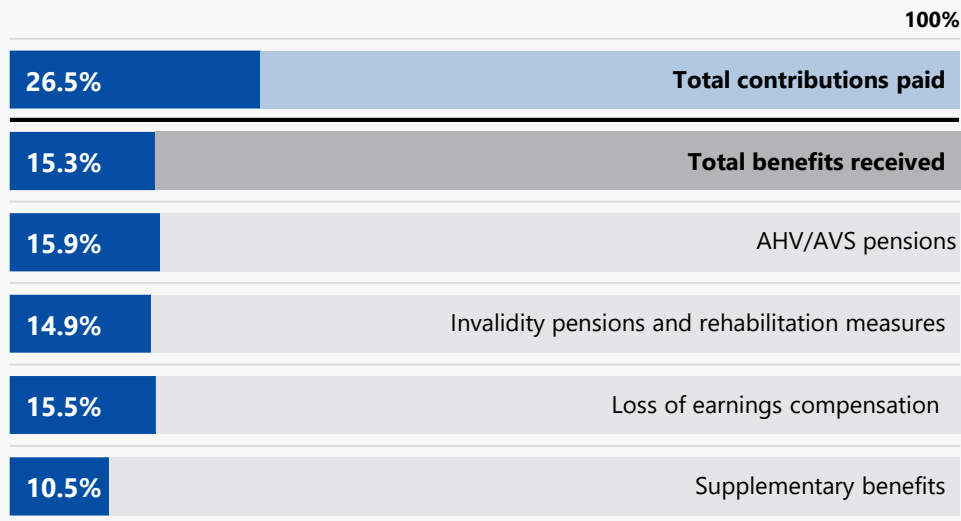 100%
26.5% Total contributions paid
15.3% Total benefits received
15.9% AHV/AVS pensions
14.9% Invalidity pensions and rehabilitation measures
15.5% Loss of earnings compensation
10.5% Supplementary benefits